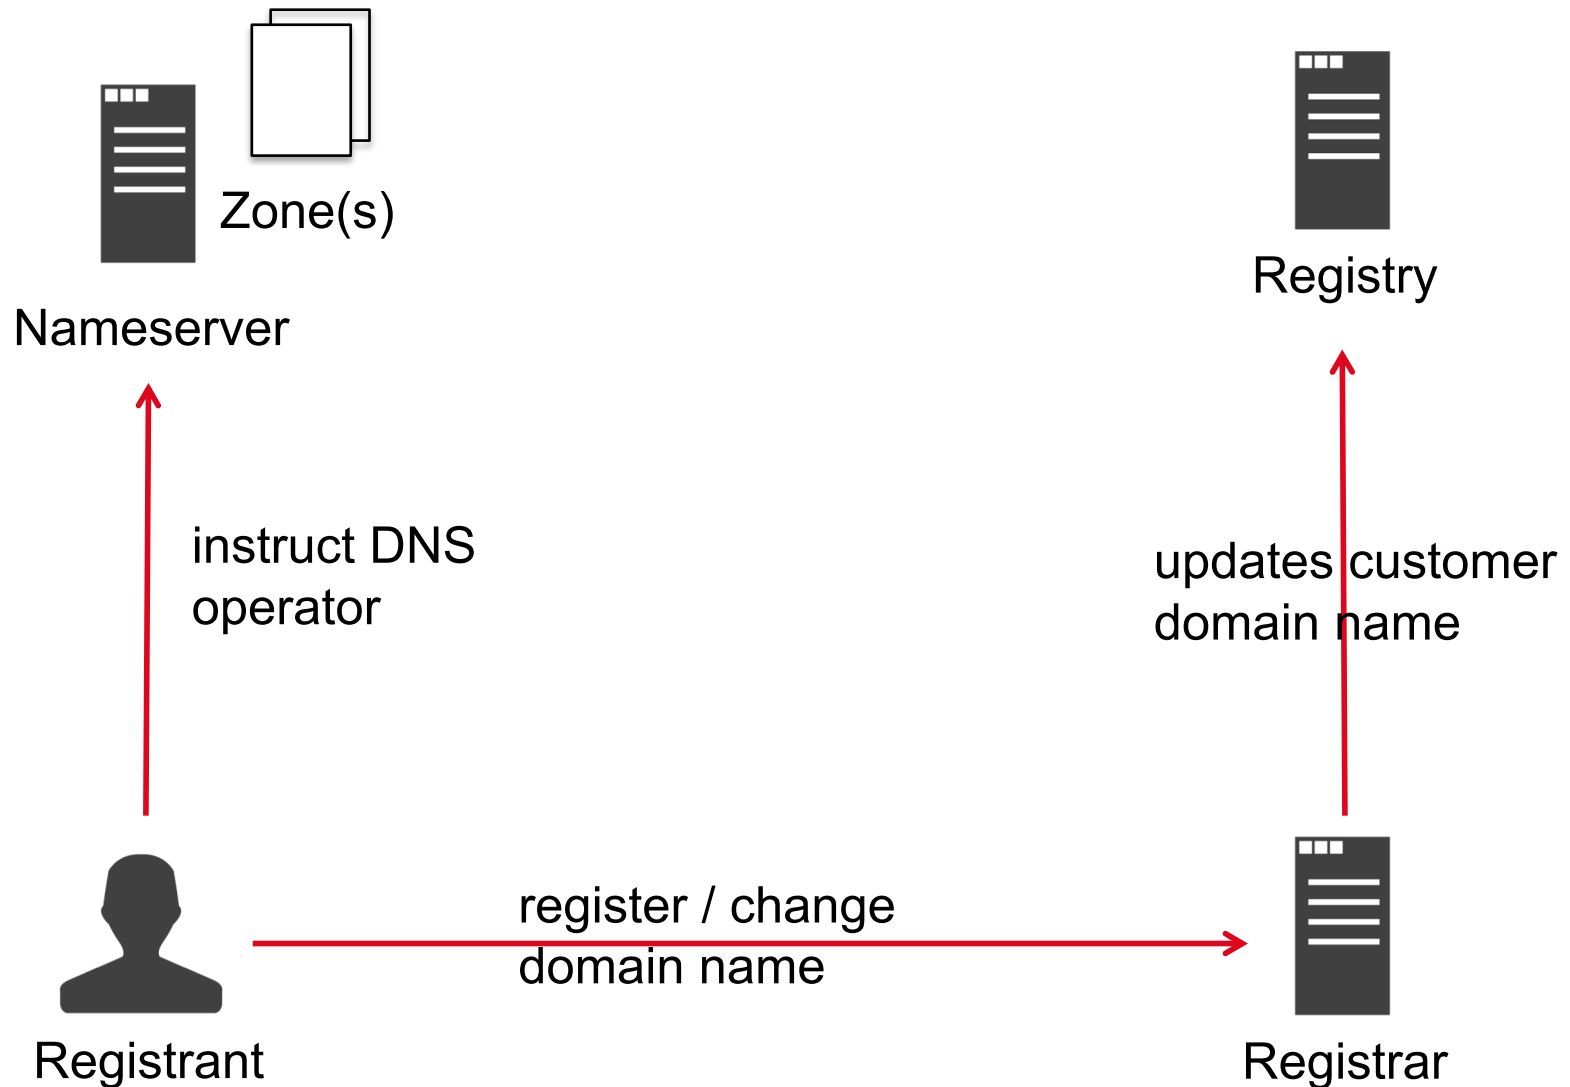 Zone(s)
Registry
Nameserver
instruct DNS
operator
updates customer
domain name
register / change
domain name
Registrant
Registrar